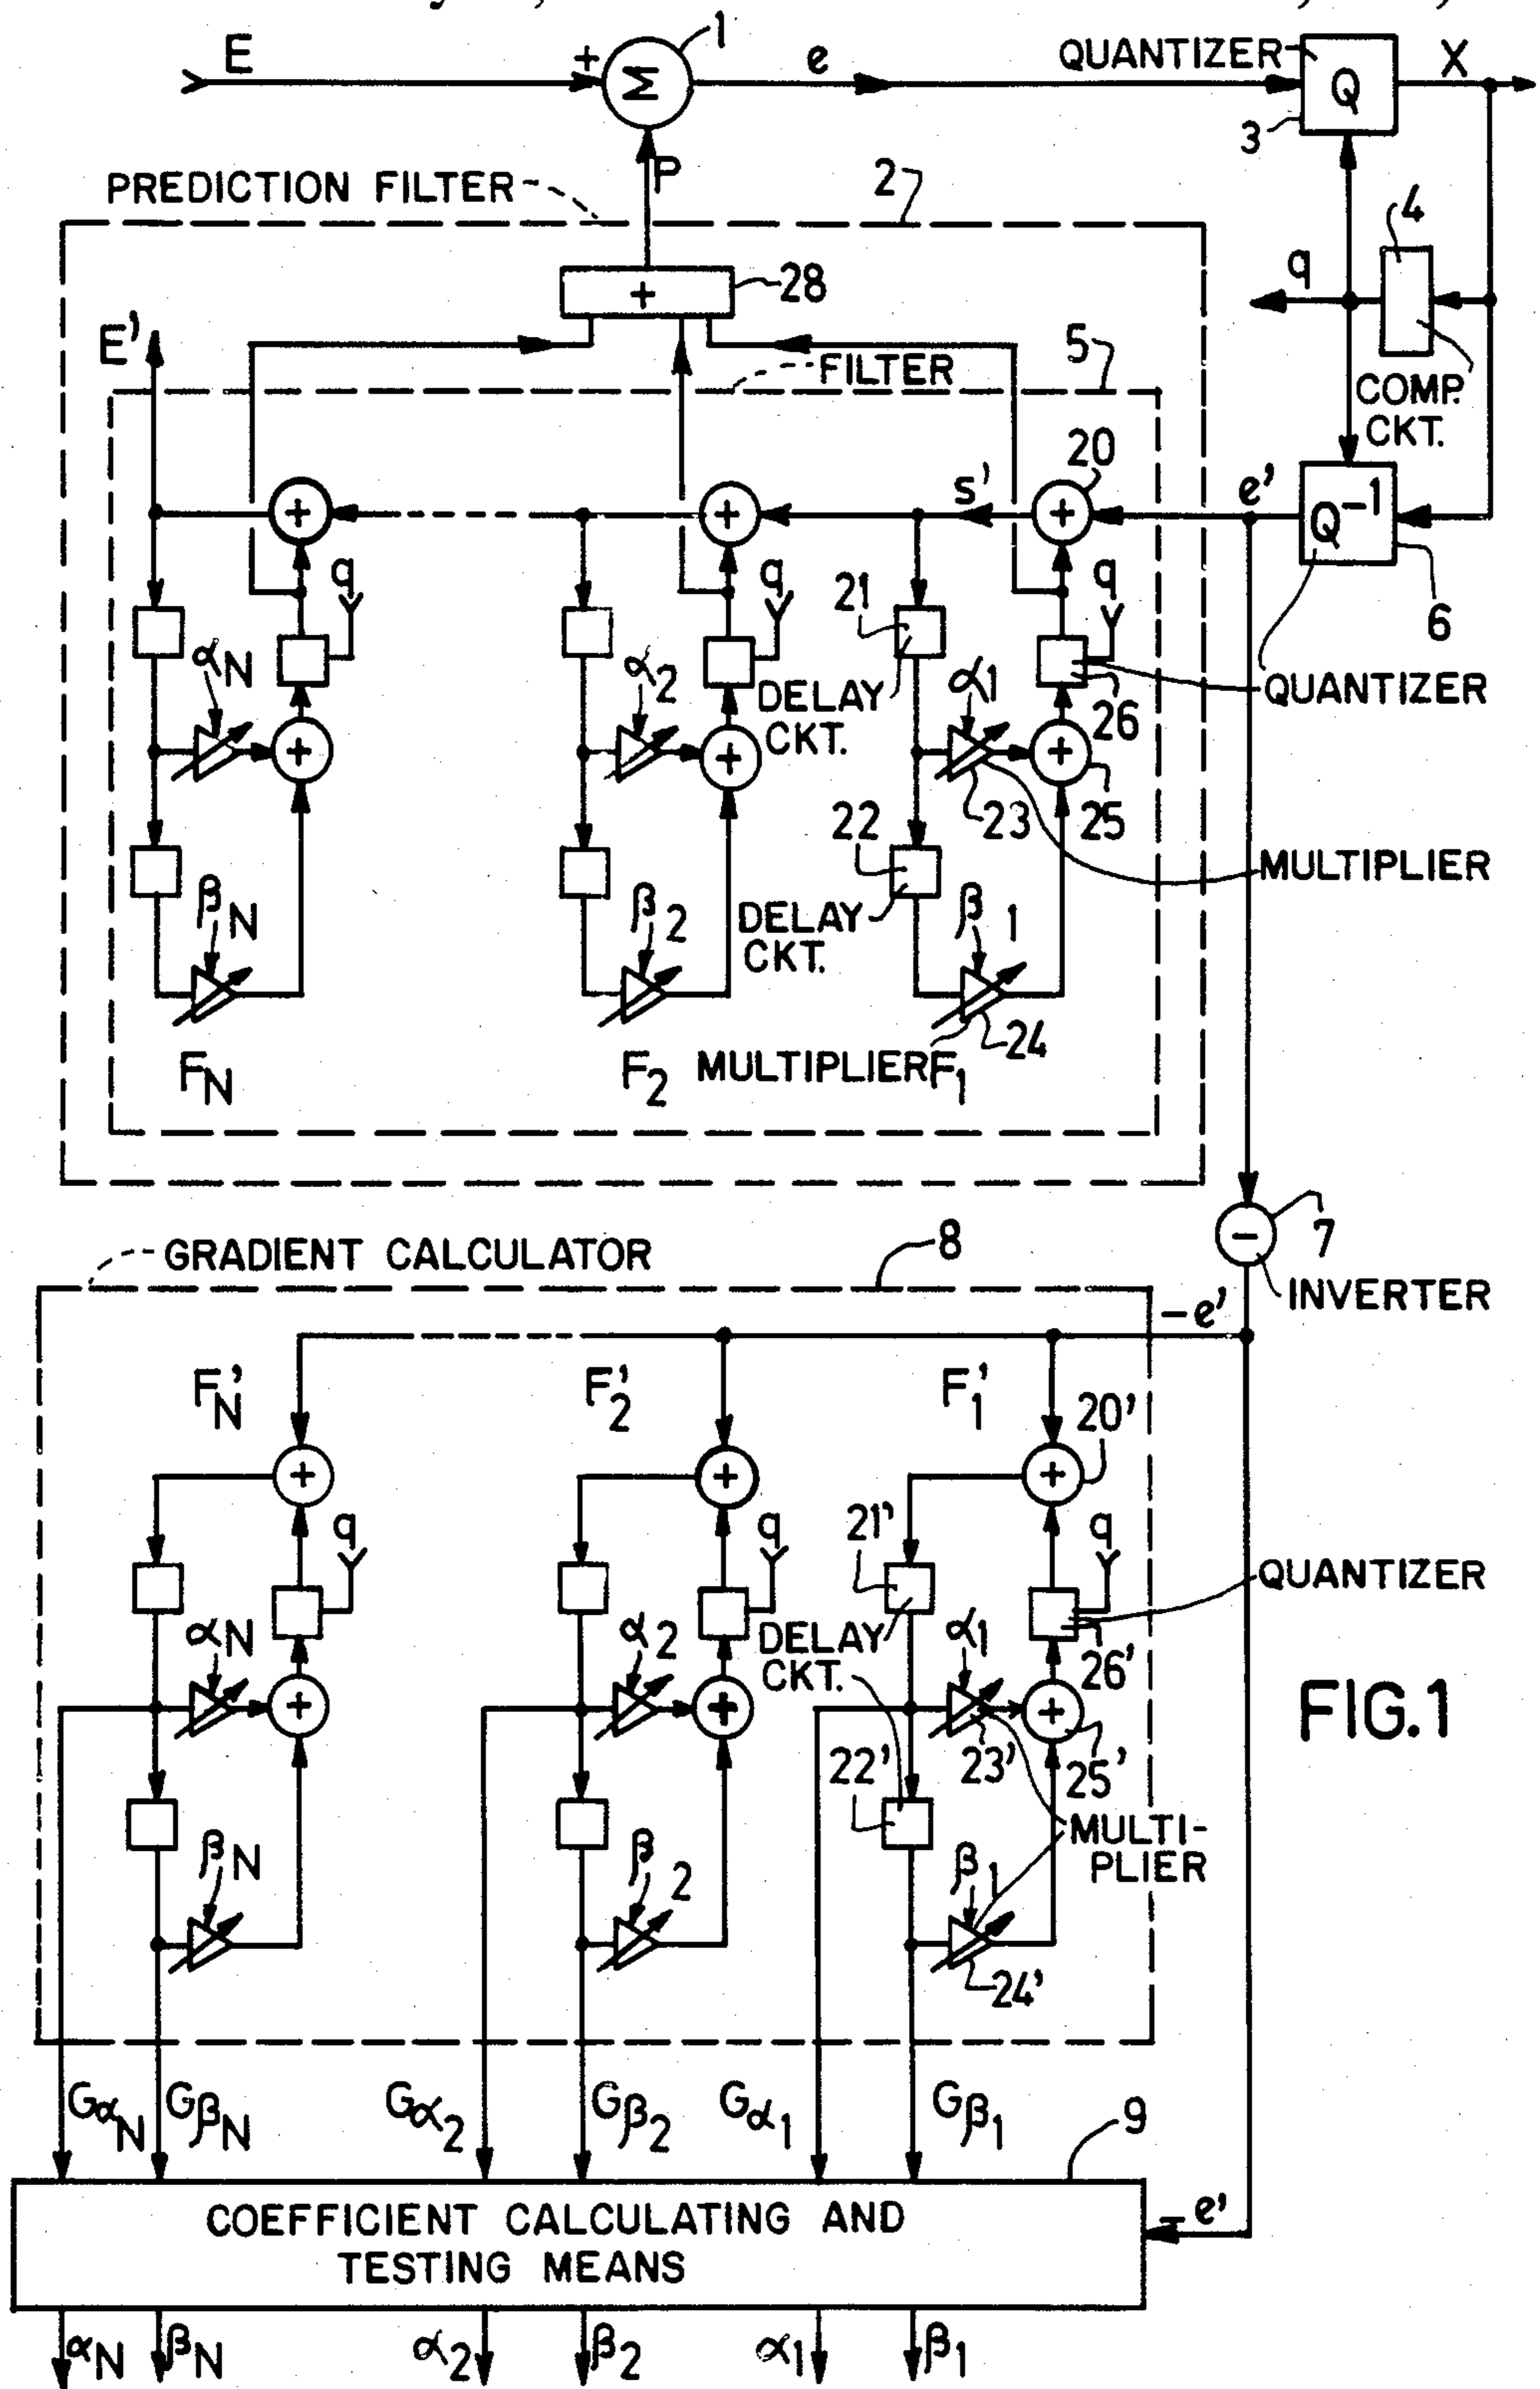 E
+
Σ
1
e
QUANTIZER
Q
X
3
P
PREDICTION FILTER
2
4
q
+
28
E'
FILTER
5
COMP.
CKT.
+
+
s'
20
+
e'
Q⁻¹
6
q
q
21
q
αN
α2
DELAY
CKT.
α1
26
QUANTIZER
+
+
+
22
23
25
MULTIPLIER
βN
β2
DELAY
CKT.
β1
24
FN
F2
MULTIPLIER
F1
-
7
INVERTER
GRADIENT CALCULATOR
8
-e'
F'N
F'2
F'1
20'
+
+
+
q
q
21'
q
QUANTIZER
αN
α2
DELAY
CKT.
α1
26'
+
+
+
FIG.1
22'
23'
25'
MULTI-
PLIER
βN
β2
β1
24'
GαN
GβN
Gα2
Gβ2
Gα1
Gβ1
9
COEFFICIENT CALCULATING AND
TESTING MEANS
-e'
αN
βN
α2
β2
α1
β1